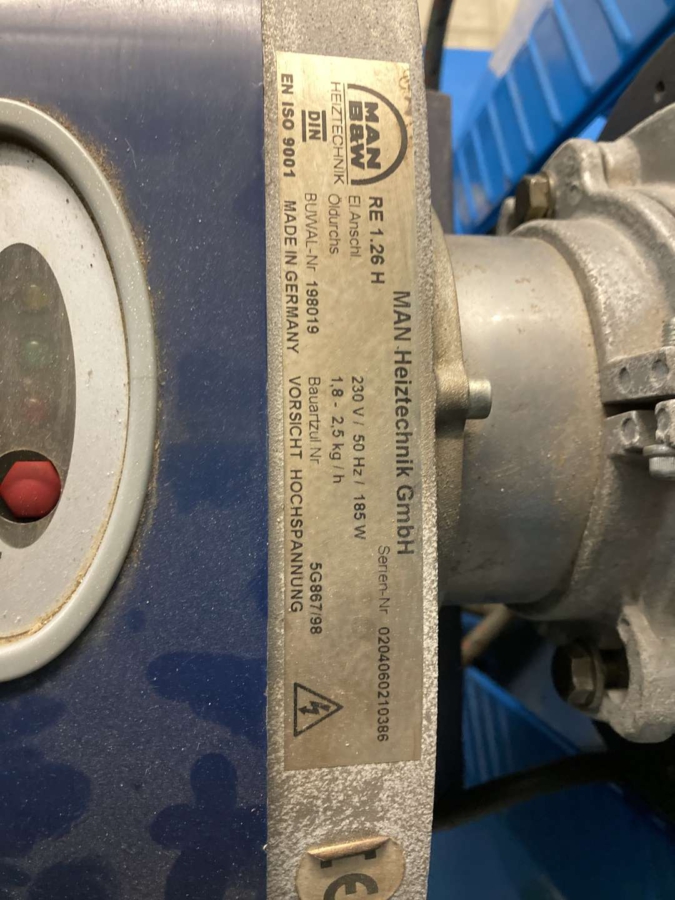 MAN
B&W
HEIZTECHNIK
MAN Heiztechnik GmbH
RE 1.26 H Serien-Nr 0204060210386
El Anschl. 230 V / 50 Hz / 185 W
Öldurchs 1,8 - 2,5 kg / h
DIN BUWAL-Nr 198019 Bauartzul Nr 5G867/98
EN ISO 9001 MADE IN GERMANY VORSICHT HOCHSPANNUNG
CE